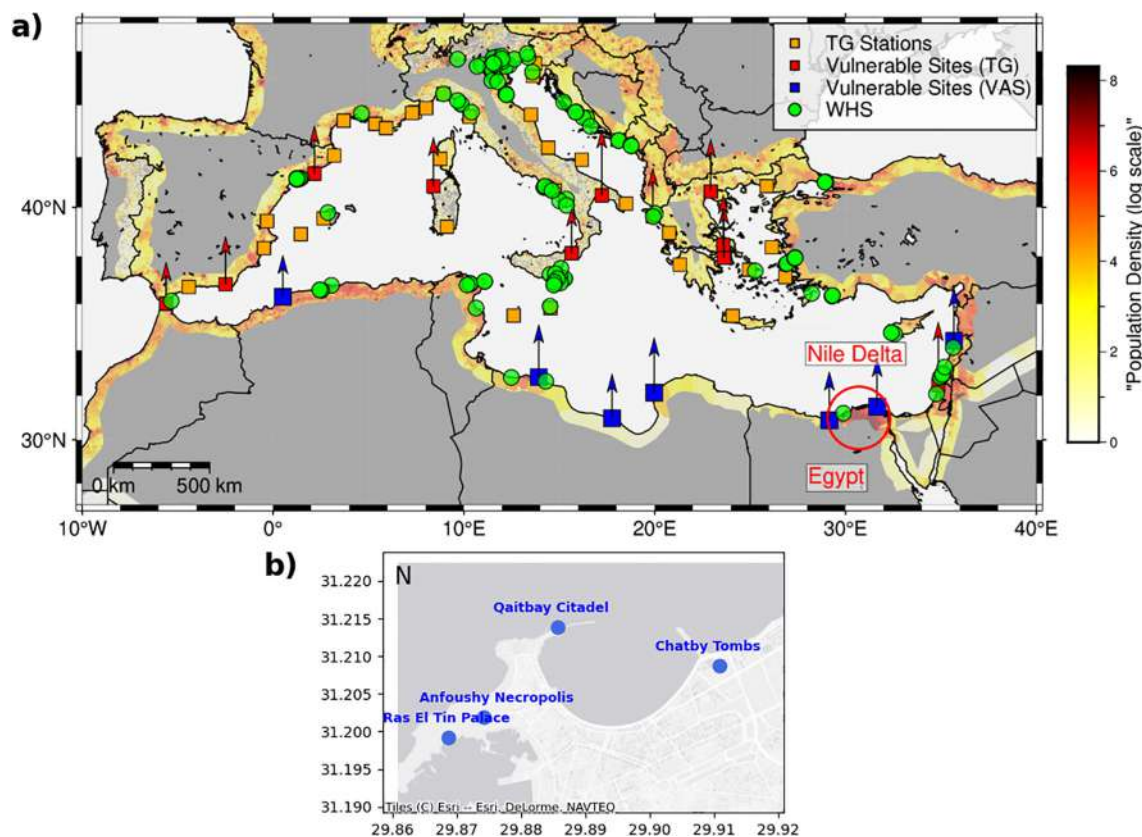 a)
TG Stations
Vulnerable Sites (TG)
Vulnerable Sites (VAS)
WHS
40°N
30°N
Nile Delta
Egypt
0 km 500 km
10°W 0° 10°E 20°E 30°E 40°E
8
6
4
2
0
"Population Density (log scale)"
b)
N
31.220
31.215
31.210
31.205
31.200
31.195
31.190
Qaitbay Citadel
Chatby Tombs
Anfoushy Necropolis
Ras El Tin Palace
Tiles (C) Esri -- Esri, DeLorme, NAVTEQ
29.86 29.87 29.88 29.89 29.90 29.91 29.92